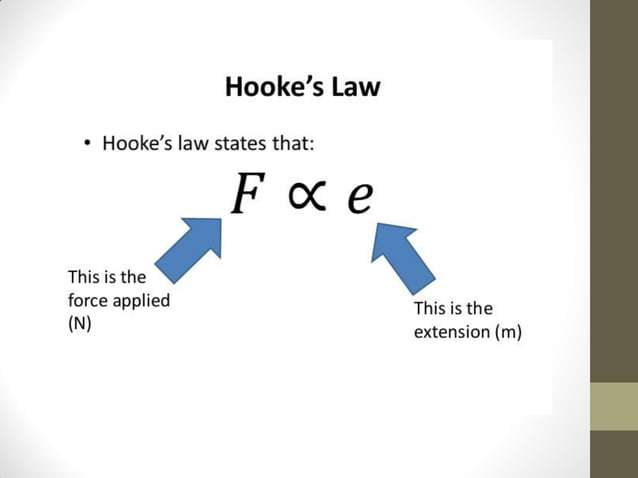 Hooke’s Law
• Hooke’s law states that:
F ∝ e
This is the
force applied
(N)
This is the
extension (m)